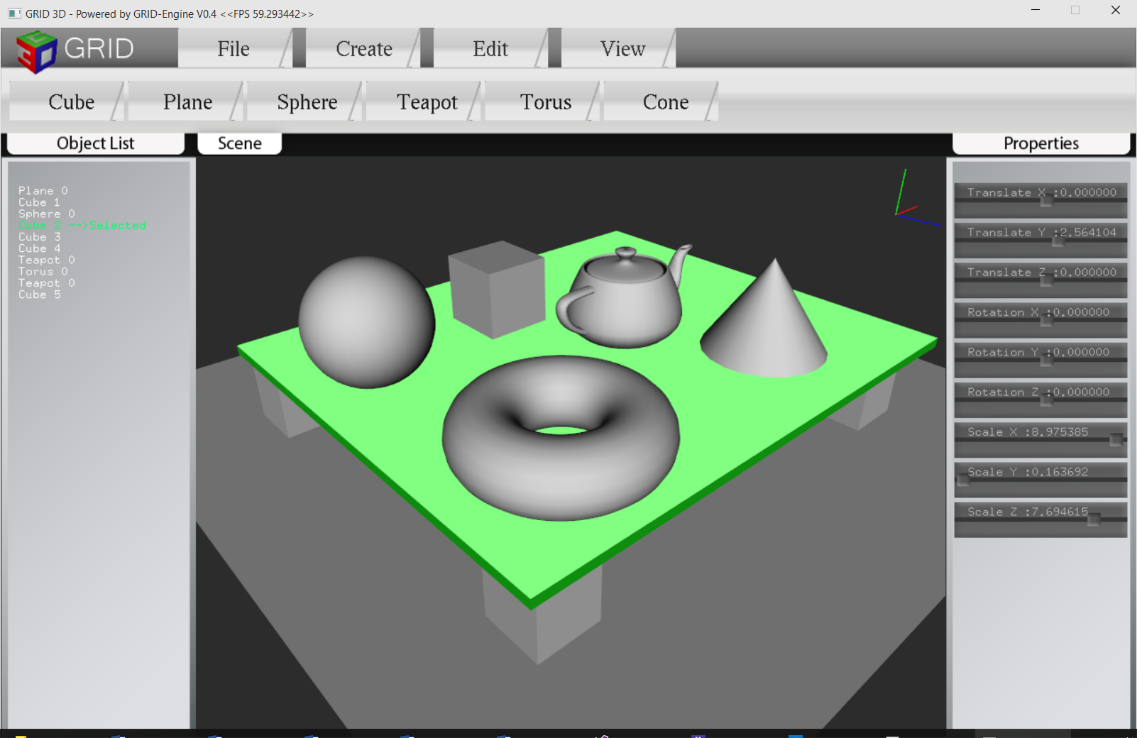 GRID 3D - Powered by GRID-Engine V0.4 <<FPS 59.293442>>
GRID File Create Edit View
Cube Plane Sphere Teapot Torus Cone
Object List Scene Properties
Plane 0
Cube 1
Sphere 0
Cube 2 -->Selected
Cube 3
Cube 4
Teapot 0
Torus 0
Teapot 0
Cube 5
Translate X :0.000000
Translate Y :2.564104
Translate Z :0.000000
Rotation X :0.000000
Rotation Y :0.000000
Rotation Z :0.000000
Scale X :8.975385
Scale Y :0.163692
Scale Z :7.694615